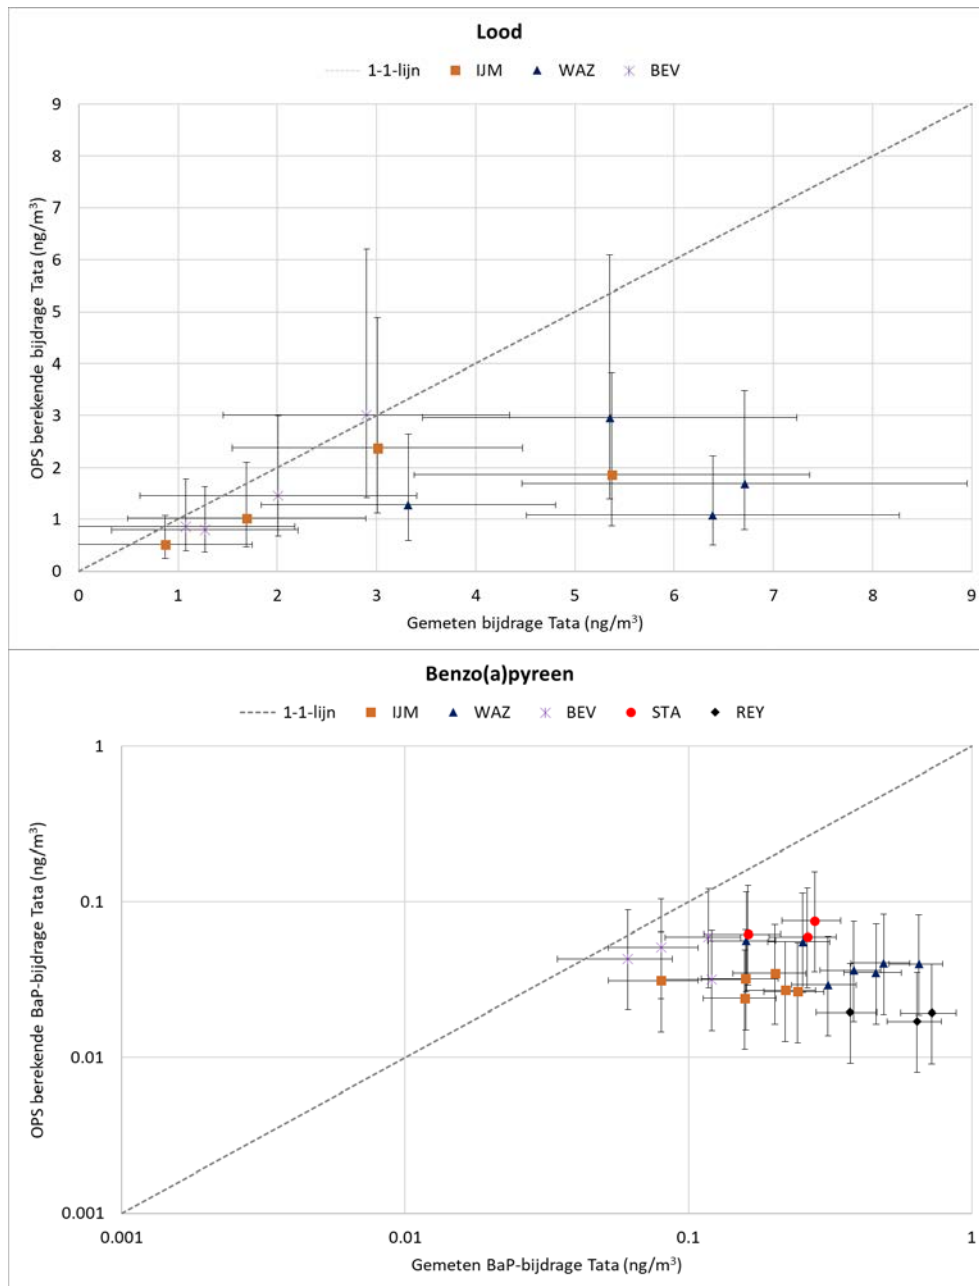 Lood
1-1-lijn IJM WAZ BEV
9
8
7
6
5
4
3
2
1
0
OPS berekende bijdrage Tata (ng/m³)
0 1 2 3 4 5 6 7 8 9
Gemeten bijdrage Tata (ng/m³)
Benzo(a)pyreen
1-1-lijn IJM WAZ BEV STA REY
1
0.1
0.01
0.001
OPS berekende BaP-bijdrage Tata (ng/m³)
0.001 0.01 0.1 1
Gemeten BaP-bijdrage Tata (ng/m³)